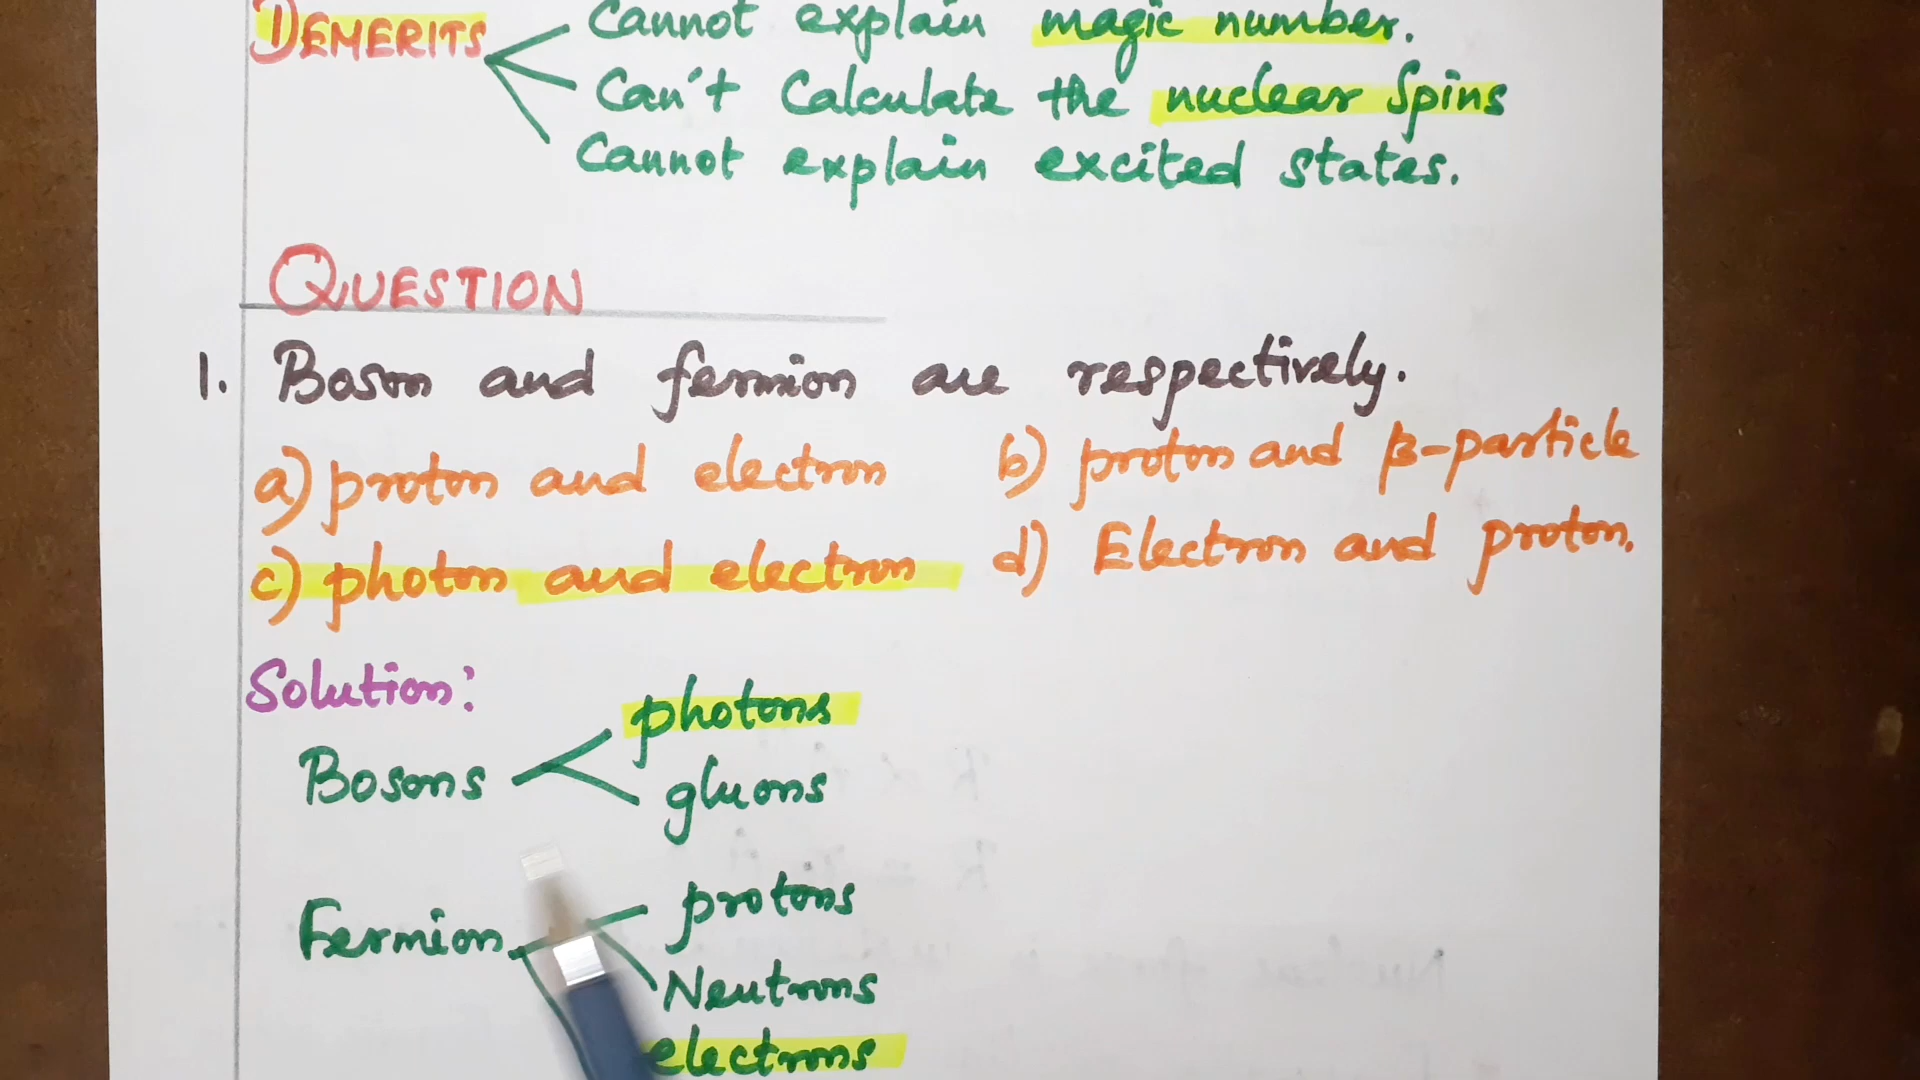 DEMERITS Cannot explain magic number.
Can't Calculate the nuclear Spins
Cannot explain excited states.
QUESTION
1. Boson and fermion are respectively.
a) proton and electron b) proton and β-particle
c) photon and electron d) Electron and proton.
Solution:
Bosons photons
gluons
Fermion protons
Neutrons
electrons